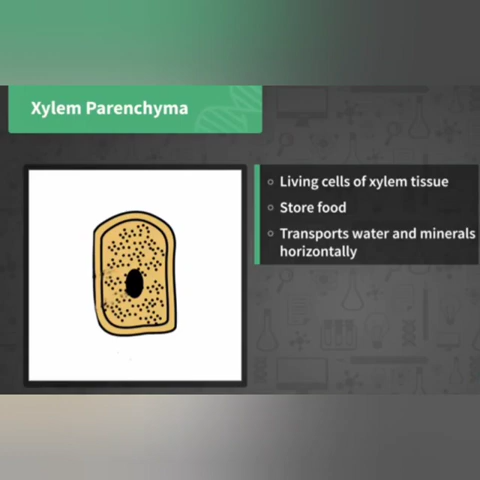 Xylem Parenchyma
Living cells of xylem tissue
Store food
Transports water and minerals
horizontally